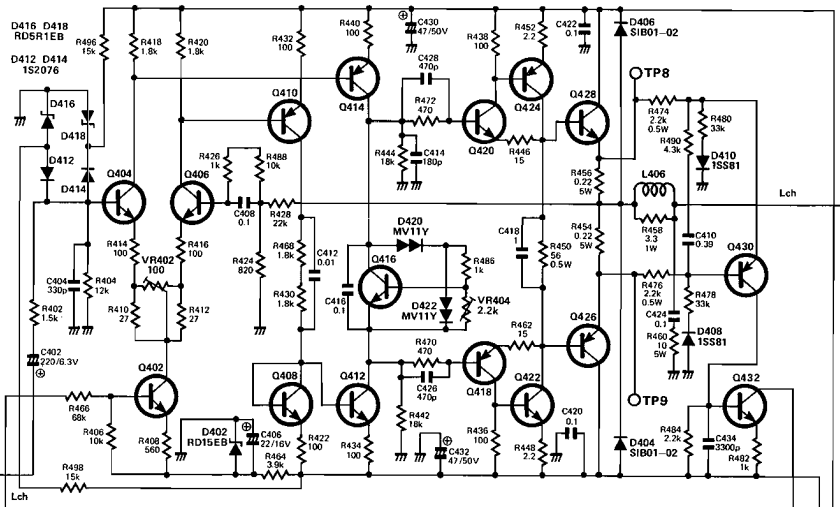 D416 D418
RD5R1EB
D412 D414
1S2076
R496
15k
R418
1.8k
R420
1.8k
R432
100
R440
100
C430
47/50V
R438
100
R452
2.2
C422
0.1
D406
SIB01-02
D416
D418
D412
D414
Q410
Q414
C428
470p
R472
470
Q420
Q424
Q428
TP8
R474
2.2k
0.5W
R480
33k
R490
4.3k
D410
1SS81
Q404
Q406
R426
1k
R488
10k
R444
18k
C414
180p
R446
15
R456
0.22
5W
L406
Lch
C408
0.1
R428
22k
R414
100
R416
100
VR402
100
R424
820
R468
1.8k
C412
0.01
R430
1.8k
D420
MV11Y
Q416
C416
0.1
D422
MV11Y
R486
1k
VR404
2.2k
C418
1
R450
56
0.5W
R454
0.22
5W
R458
3.3
1W
C410
0.39
Q430
C404
330p
R404
12k
R402
1.5k
R410
27
R412
27
R476
2.2k
0.5W
R478
33k
C424
0.1
R460
10
5W
D408
1SS81
C402
220/6.3V
Q402
Q408
Q412
R470
470
C426
470p
R462
15
Q426
Q418
Q422
TP9
Q432
R466
68k
R406
10k
R408
560
D402
RD15EB
C406
22/16V
R464
3.9k
R422
100
R434
100
R442
18k
C432
47/50V
R436
100
R448
2.2
C420
0.1
D404
SIB01-02
R484
2.2k
C434
3300p
R482
1k
R498
15k
Lch